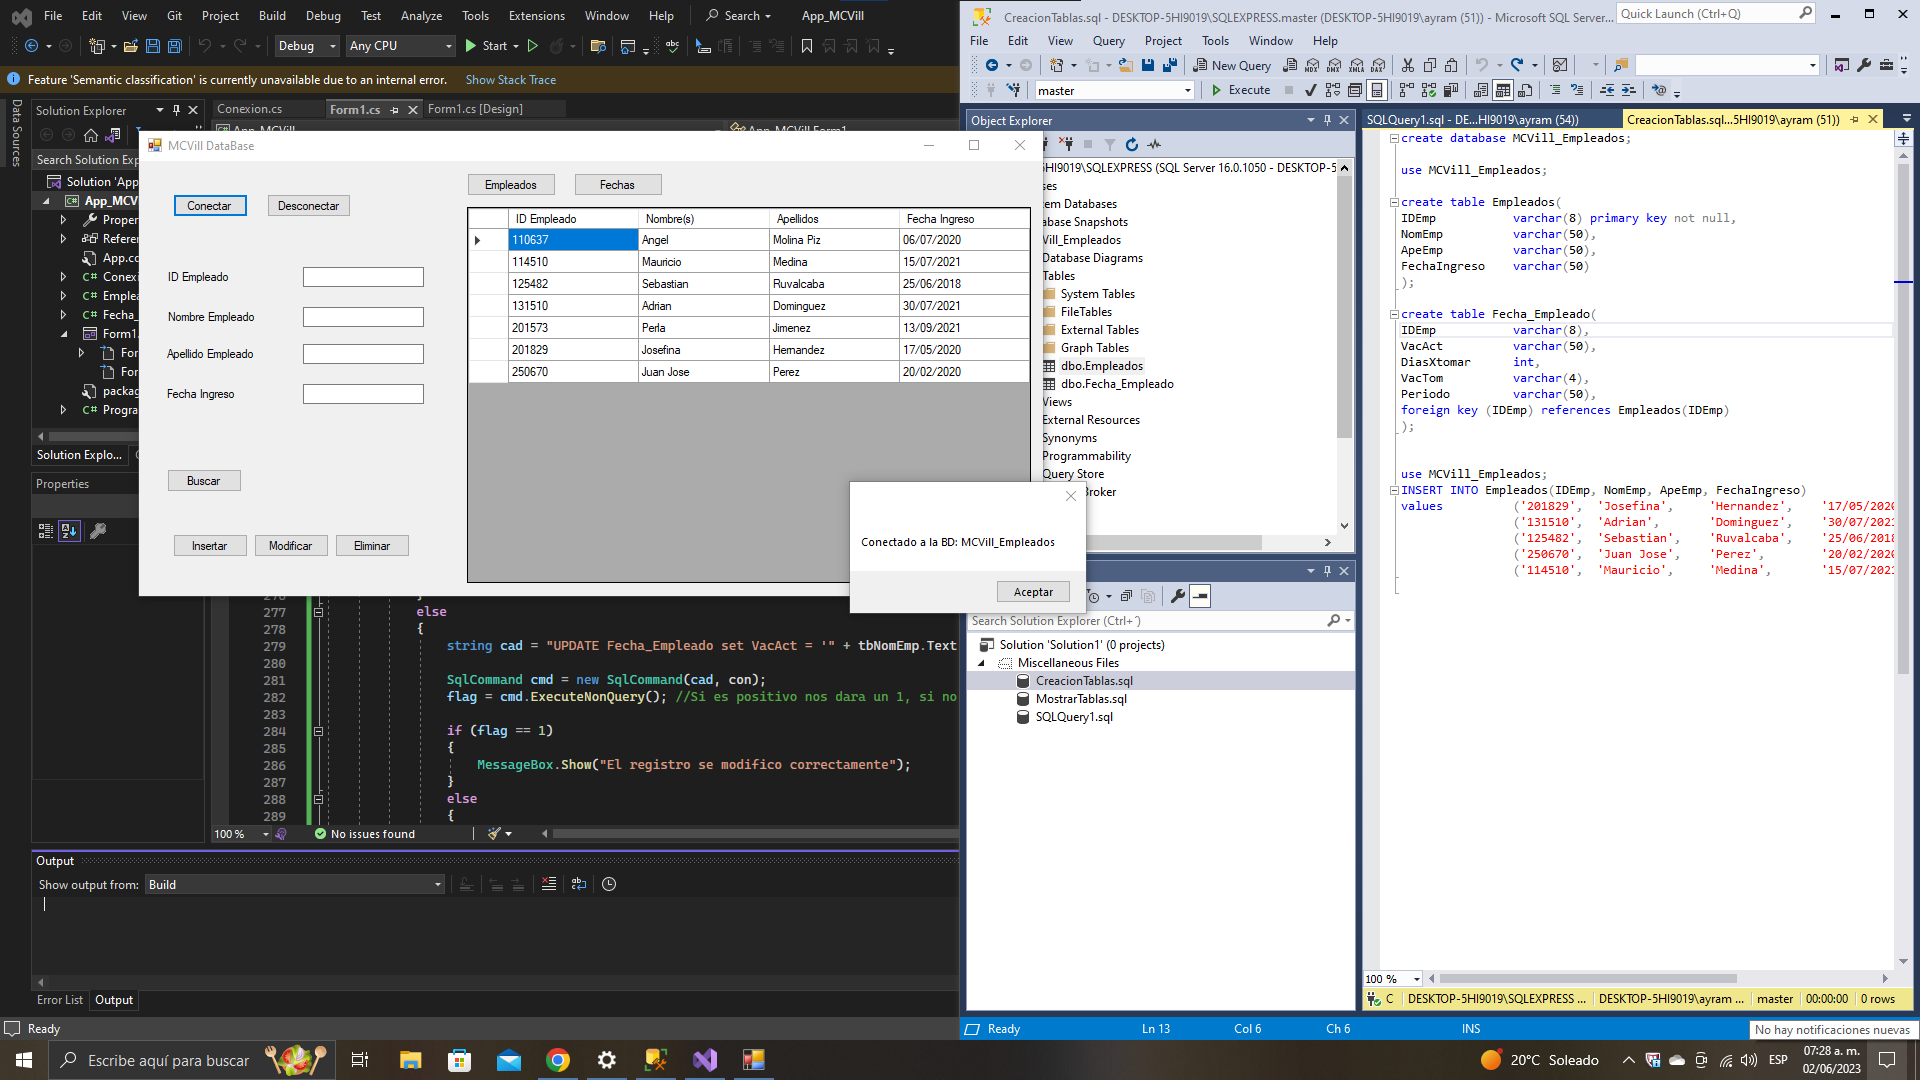 File Edit View Git Project Build Debug Test Analyze Tools Extensions Window Help Search App_MCVill
Debug Any CPU Start
Feature 'Semantic classification' is currently unavailable due to an internal error. Show Stack Trace
Data Sources
Solution Explorer
Conexion.cs Form1.cs Form1.cs [Design]
Search Solution Exp
Solution 'App
App_MCV
Proper
Referen
App.co
Conexi
C# Emplea
C# Fecha_
Form1.
For
For
packag
C# Progra
Solution Explo...
Properties
MCVill DataBase
Conectar Desconectar
Empleados Fechas
ID Empleado
Nombre Empleado
Apellido Empleado
Fecha Ingreso
Buscar
Insertar Modificar Eliminar
ID Empleado Nombre(s) Apellidos Fecha Ingreso
110637 Angel Molina Piz 06/07/2020
114510 Mauricio Medina 15/07/2021
125482 Sebastian Ruvalcaba 25/06/2018
131510 Adrian Dominguez 30/07/2021
201573 Perla Jimenez 13/09/2021
201829 Josefina Hernandez 17/05/2020
250670 Juan Jose Perez 20/02/2020
Conectado a la BD: MCVill_Empleados
Aceptar
277 else
278 {
279 string cad = "UPDATE Fecha_Empleado set VacAct = '" + tbNomEmp.Text
280
281 SqlCommand cmd = new SqlCommand(cad, con);
282 flag = cmd.ExecuteNonQuery(); //Si es positivo nos dara un 1, si no
283
284 if (flag == 1)
285 {
286 MessageBox.Show("El registro se modifico correctamente");
287 }
288 else
289 {
100 % No issues found
Output
Show output from: Build
Error List Output
Ready
CreacionTablas.sql - DESKTOP-5HI9019\SQLEXPRESS.master (DESKTOP-5HI9019\ayram (51)) - Microsoft SQL Server...
Quick Launch (Ctrl+Q)
File Edit View Query Project Tools Window Help
New Query
master Execute
Object Explorer
5HI9019\SQLEXPRESS (SQL Server 16.0.1050 - DESKTOP-5
ses
tem Databases
abase Snapshots
Vill_Empleados
Database Diagrams
Tables
System Tables
FileTables
External Tables
Graph Tables
dbo.Empleados
dbo.Fecha_Empleado
Views
External Resources
Synonyms
Programmability
Query Store
Broker
Search Solution Explorer (Ctrl+´)
Solution 'Solution1' (0 projects)
Miscellaneous Files
CreacionTablas.sql
MostrarTablas.sql
SQLQuery1.sql
SQLQuery1.sql - DE...HI9019\ayram (54)) CreacionTablas.sql...5HI9019\ayram (51))
create database MCVill_Empleados;
use MCVill_Empleados;
create table Empleados(
IDEmp varchar(8) primary key not null,
NomEmp varchar(50),
ApeEmp varchar(50),
FechaIngreso varchar(50)
);
create table Fecha_Empleado(
IDEmp varchar(8),
VacAct varchar(50),
DiasXtomar int,
VacTom varchar(4),
Periodo varchar(50),
foreign key (IDEmp) references Empleados(IDEmp)
);
use MCVill_Empleados;
INSERT INTO Empleados(IDEmp, NomEmp, ApeEmp, FechaIngreso)
values ('201829', 'Josefina', 'Hernandez', '17/05/2020
('131510', 'Adrian', 'Dominguez', '30/07/2021
('125482', 'Sebastian', 'Ruvalcaba', '25/06/2018
('250670', 'Juan Jose', 'Perez', '20/02/2020
('114510', 'Mauricio', 'Medina', '15/07/2021
100 %
C DESKTOP-5HI9019\SQLEXPRESS ... DESKTOP-5HI9019\ayram ... master 00:00:00 0 rows
Ready Ln 13 Col 6 Ch 6 INS
No hay notificaciones nuevas
Escribe aquí para buscar
20°C Soleado ESP 07:28 a. m.
02/06/2023